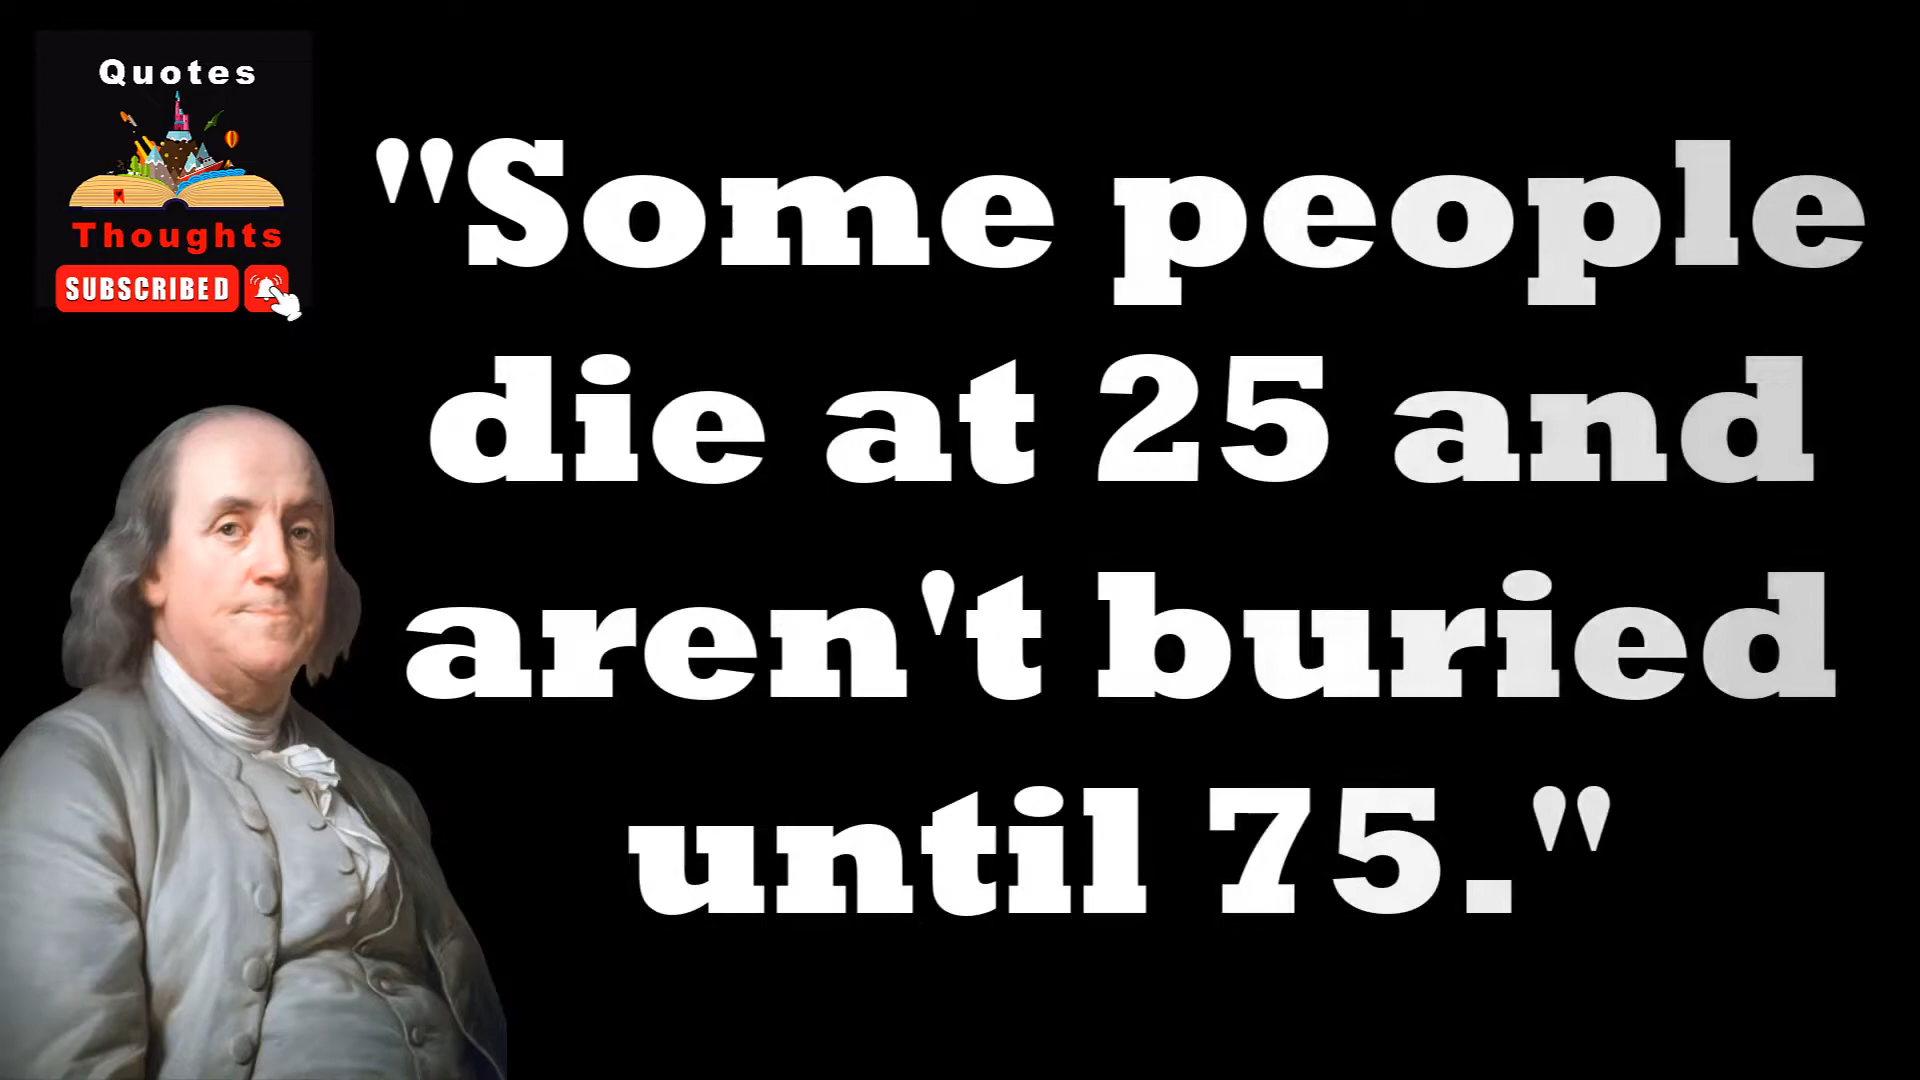 Quotes
Thoughts
SUBSCRIBED
"Some people
die at 25 and
aren't buried
until 75."